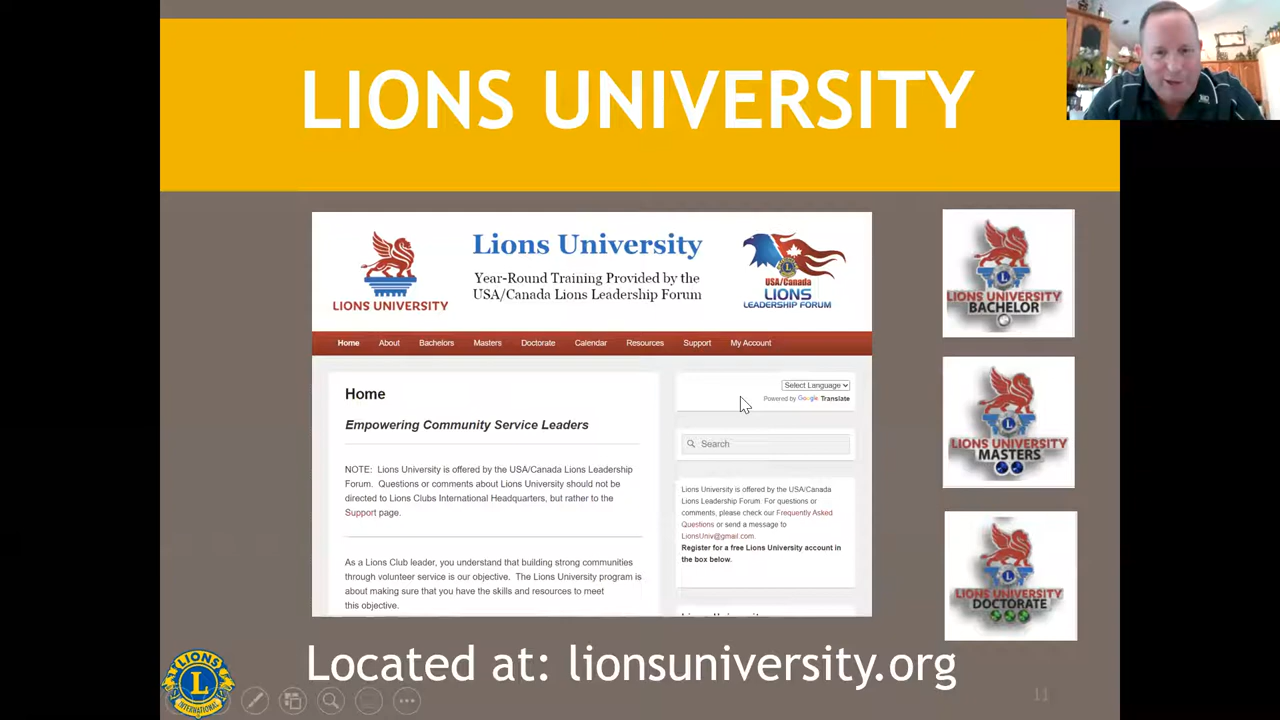 LIONS UNIVERSITY
LIONS UNIVERSITY
Lions University
Year-Round Training Provided by the
USA/Canada Lions Leadership Forum
USA/Canada
LIONS
LEADERSHIP FORUM
Home About Bachelors Masters Doctorate Calendar Resources Support My Account
Home
Empowering Community Service Leaders
NOTE: Lions University is offered by the USA/Canada Lions Leadership
Forum. Questions or comments about Lions University should not be
directed to Lions Clubs International Headquarters, but rather to the
Support page.
As a Lions Club leader, you understand that building strong communities
through volunteer service is our objective. The Lions University program is
about making sure that you have the skills and resources to meet
this objective.
Select Language
Powered by Google Translate
Search
Lions University is offered by the USA/Canada
Lions Leadership Forum. For questions or
comments, please check our Frequently Asked
Questions or send a message to
LionsUniv@gmail.com.
Register for a free Lions University account in
the box below.
LIONS UNIVERSITY
BACHELOR
LIONS UNIVERSITY
MASTERS
LIONS UNIVERSITY
DOCTORATE
Located at: lionsuniversity.org
LIONS
L
INTERNATIONAL
11